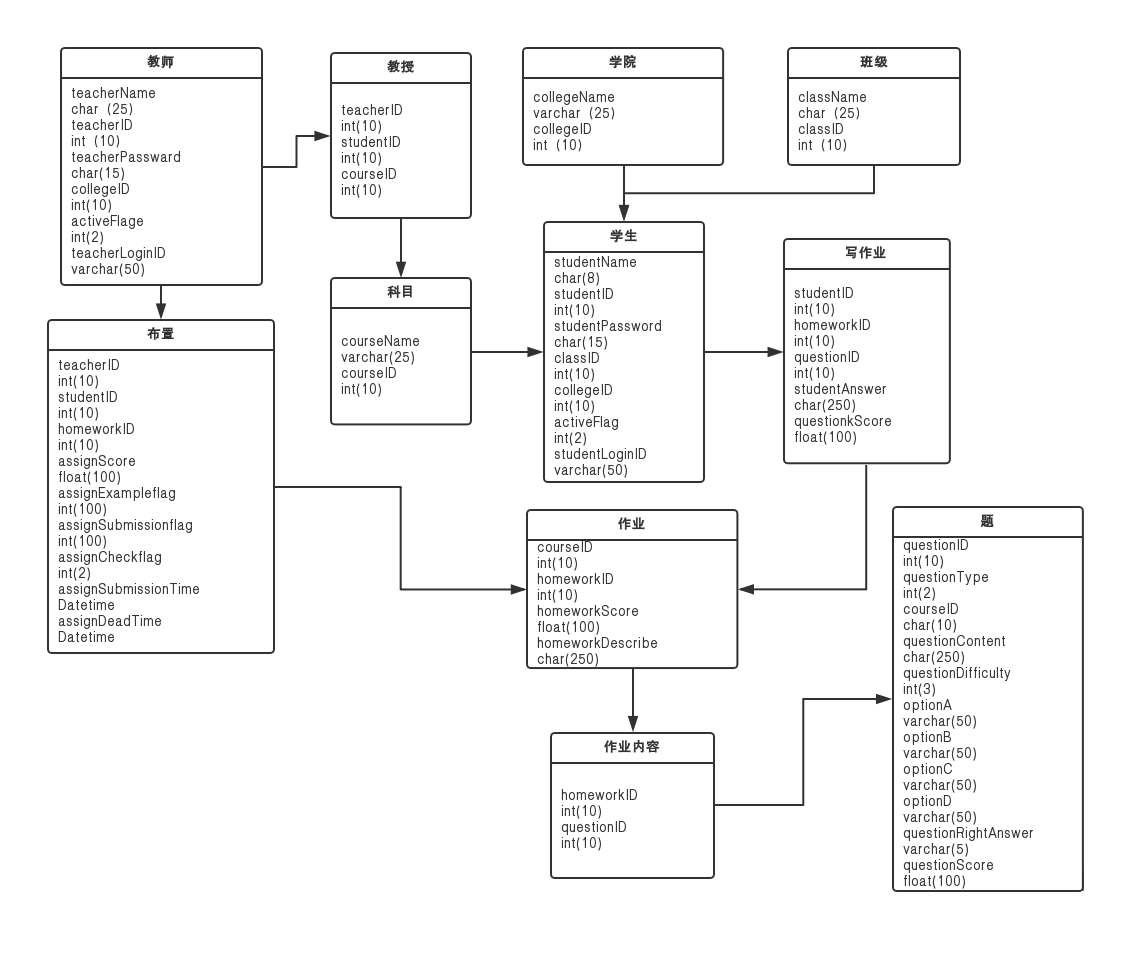 教师
teacherName
char (25)
teacherID
int (10)
teacherPassward
char(15)
collegeID
int(10)
activeFlage
int(2)
teacherLoginID
varchar(50)
教授
teacherID
int(10)
studentID
int(10)
courseID
int(10)
学院
collegeName
varchar (25)
collegeID
int (10)
班级
className
char (25)
classID
int (10)
科目
courseName
varchar(25)
courseID
int(10)
学生
studentName
char(8)
studentID
int(10)
studentPassword
char(15)
classID
int(10)
collegeID
int(10)
activeFlag
int(2)
studentLoginID
varchar(50)
写作业
studentID
int(10)
homeworkID
int(10)
questionID
int(10)
studentAnswer
char(250)
questionkScore
float(100)
布置
teacherID
int(10)
studentID
int(10)
homeworkID
int(10)
assignScore
float(100)
assignExampleflag
int(100)
assignSubmissionflag
int(100)
assignCheckflag
int(2)
assignSubmissionTime
Datetime
assignDeadTime
Datetime
作业
courseID
int(10)
homeworkID
int(10)
homeworkScore
float(100)
homeworkDescribe
char(250)
题
questionID
int(10)
questionType
int(2)
courseID
char(10)
questionContent
char(250)
questionDifficulty
int(3)
optionA
varchar(50)
optionB
varchar(50)
optionC
varchar(50)
optionD
varchar(50)
questionRightAnswer
varchar(5)
questionScore
float(100)
作业内容
homeworkID
int(10)
questionID
int(10)